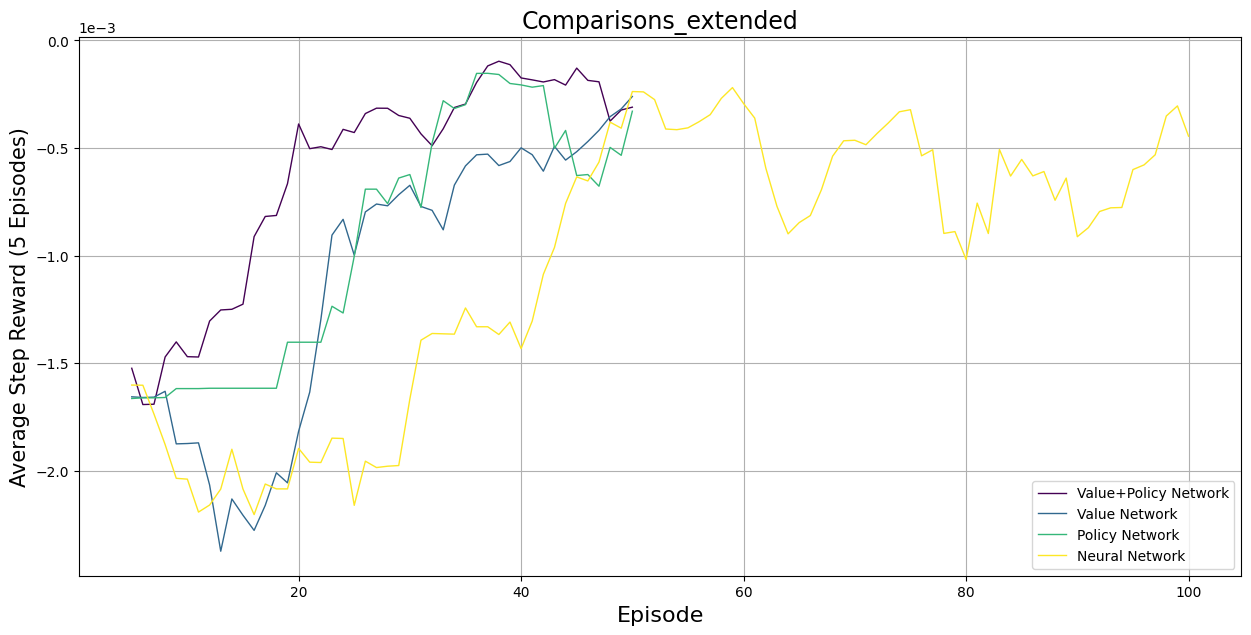 Comparisons_extended
1e−3
0.0
−0.5
−1.0
−1.5
−2.0
Average Step Reward (5 Episodes)
20
40
60
80
100
Episode
Value+Policy Network
Value Network
Policy Network
Neural Network